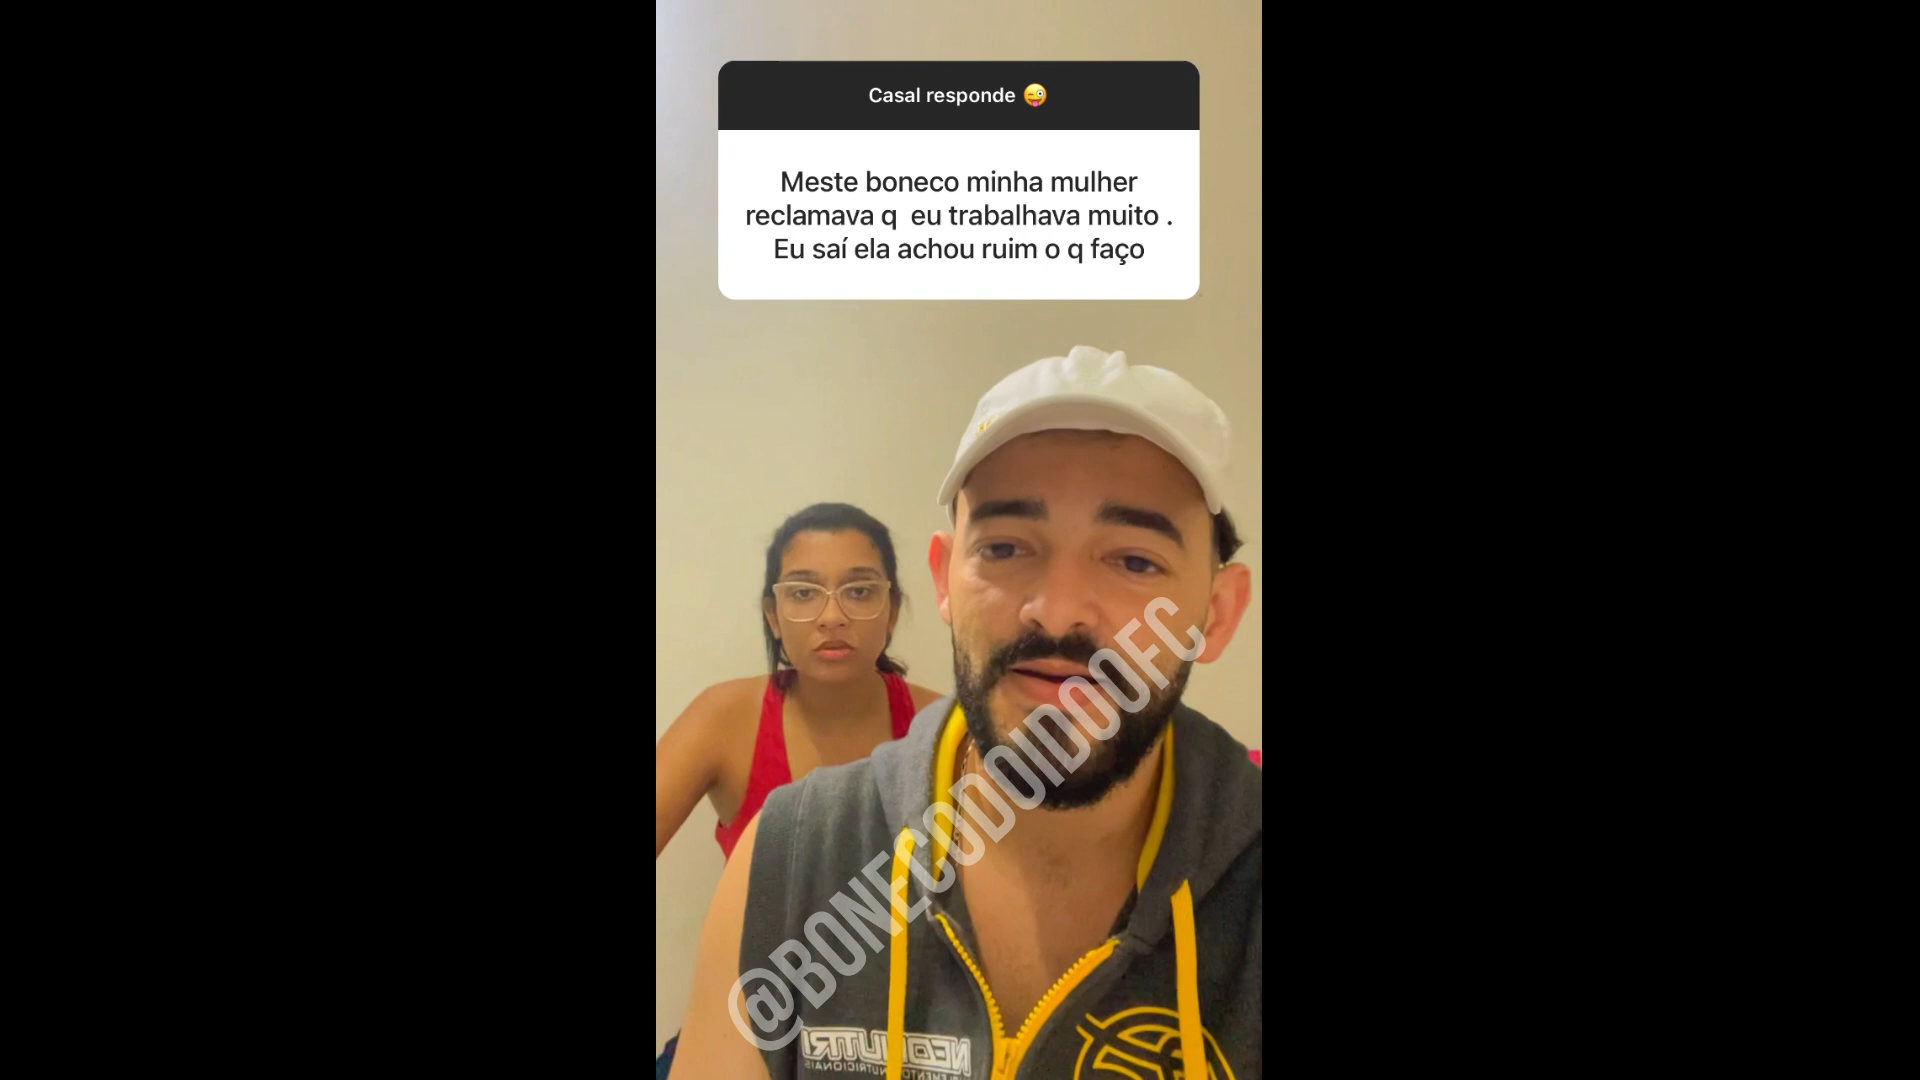 Casal responde 😜
Meste boneco minha mulher
reclamava q  eu trabalhava muito .
Eu saí ela achou ruim o q faço
@BONECODOIDOOFC
NEONUTRI